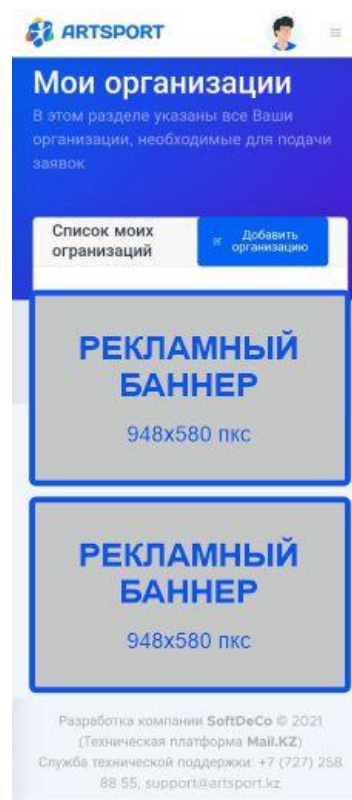 ARTSPORT
Мои организации
В этом разделе указаны все Ваши
организации, необходимые для подачи
заявок
Список моих
огранизаций
Добавить
организацию
РЕКЛАМНЫЙ
БАННЕР
948x580 пкс
РЕКЛАМНЫЙ
БАННЕР
948x580 пкс
Разработка компании SoftDeCo © 2021
(Техническая платформа Mail.KZ)
Служба технической поддержки: +7 (727) 258
88 55, support@artsport.kz